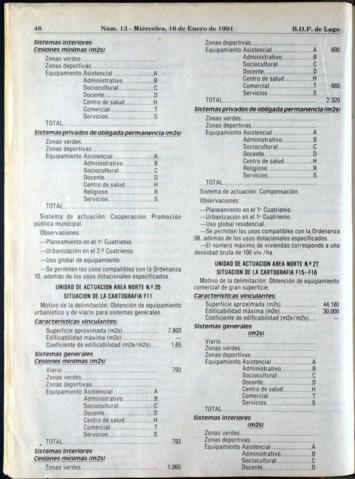 48 Núm. 13 - Miércoles, 16 de Enero de 1991 B.O.P. de Lugo
Sistemas interiores
Cesiones mínimas (m2s)
Zonas verdes
Zonas deportivas
Equipamiento Asistencial A
Administrativo B
Sociocultural C
Docente D
Centro de salud H
Comercial T
Servicios S
TOTAL
Sistemas privados de obligada permanencia (m2s)
Zonas verdes
Zonas deportivas
Equipamiento Asistencial A
Administrativo B
Sociocultural C
Docente D
Centro de salud H
Religioso R
Servicios S
TOTAL
Sistema de actuación: Cooperación. Promoción
pública municipal.
Observaciones:
—Planeamiento en el 1º Cuatrienio.
—Urbanización en el 2.º Cuatrienio.
—Uso global de equipamiento.
—Se permiten los usos compatibles con la Ordenanza
10, además de los usos dotacionales especificados.
UNIDAD DE ACTUACION AREA NORTE N.º 26
SITUACION DE LA CARTOGRAFIA F11
Motivo de la delimitación: Obtención de equipamiento
urbanístico y de viario para sistemas generales.
Características vinculantes:
Superficie aproximada (m2s) 7.803
Edificabilidad máxima (m2e) —
Coeficiente de edificabilidad (m2e/m2s) 1,65
Sistemas generales
Cesiones mínimas (m2s)
Viario 793
Zonas verdes
Zonas deportivas
Equipamiento Asistencial A
Administrativo B
Sociocultural C
Docente D
Centro de salud H
Comercial T
Servicios S
TOTAL 793
Sistemas interiores
Cesiones mínimas (m2s)
Zonas verdes 1.060
Zonas deportivas
Equipamiento Asistencial A 600
Administrativo B
Sociocultural C
Docente D
Centro de salud H
Comercial T 660
Servicios S
TOTAL 2.320
Sistemas privados de obligada permanencia (m2s)
Zonas verdes
Zonas deportivas
Equipamiento Asistencial A
Administrativo B
Sociocultural C
Docente D
Centro de salud H
Religioso R
Servicios S
TOTAL
Sistema de actuación: Compensación.
Observaciones:
—Planeamiento en el 1º Cuatrienio.
—Urbanización en el 1º Cuatrienio.
—Uso global residencial.
—Se permiten los usos compatibles con la Ordenanza
08, además de los usos dotacionales especificados.
—El número máximo de viviendas corresponde a una
densidad bruta de 100 viv./ha.
UNIDAD DE ACTUACION AREA NORTE N.º 27
SITUACION DE LA CARTOGRAFIA F15-F16
Motivo de la delimitación: Obtención de equipamiento
comercial de gran superficie.
Características vinculantes:
Superficie aproximada (m2s) 44.180
Edificabilidad máxima (m2e) 30.000
Coeficiente de edificabilidad (m2e/m2s) —
Sistemas generales
(m2s)
Viario
Zonas verdes
Zonas deportivas
Equipamiento Asistencial A
Administrativo B
Sociocultural C
Docente D
Centro de salud H
Comercial T
Servicios S
TOTAL
Sistemas interiores
(m2s)
Zonas verdes
Zonas deportivas
Equipamiento Asistencial A
Administrativo B
Sociocultural C
Docente D